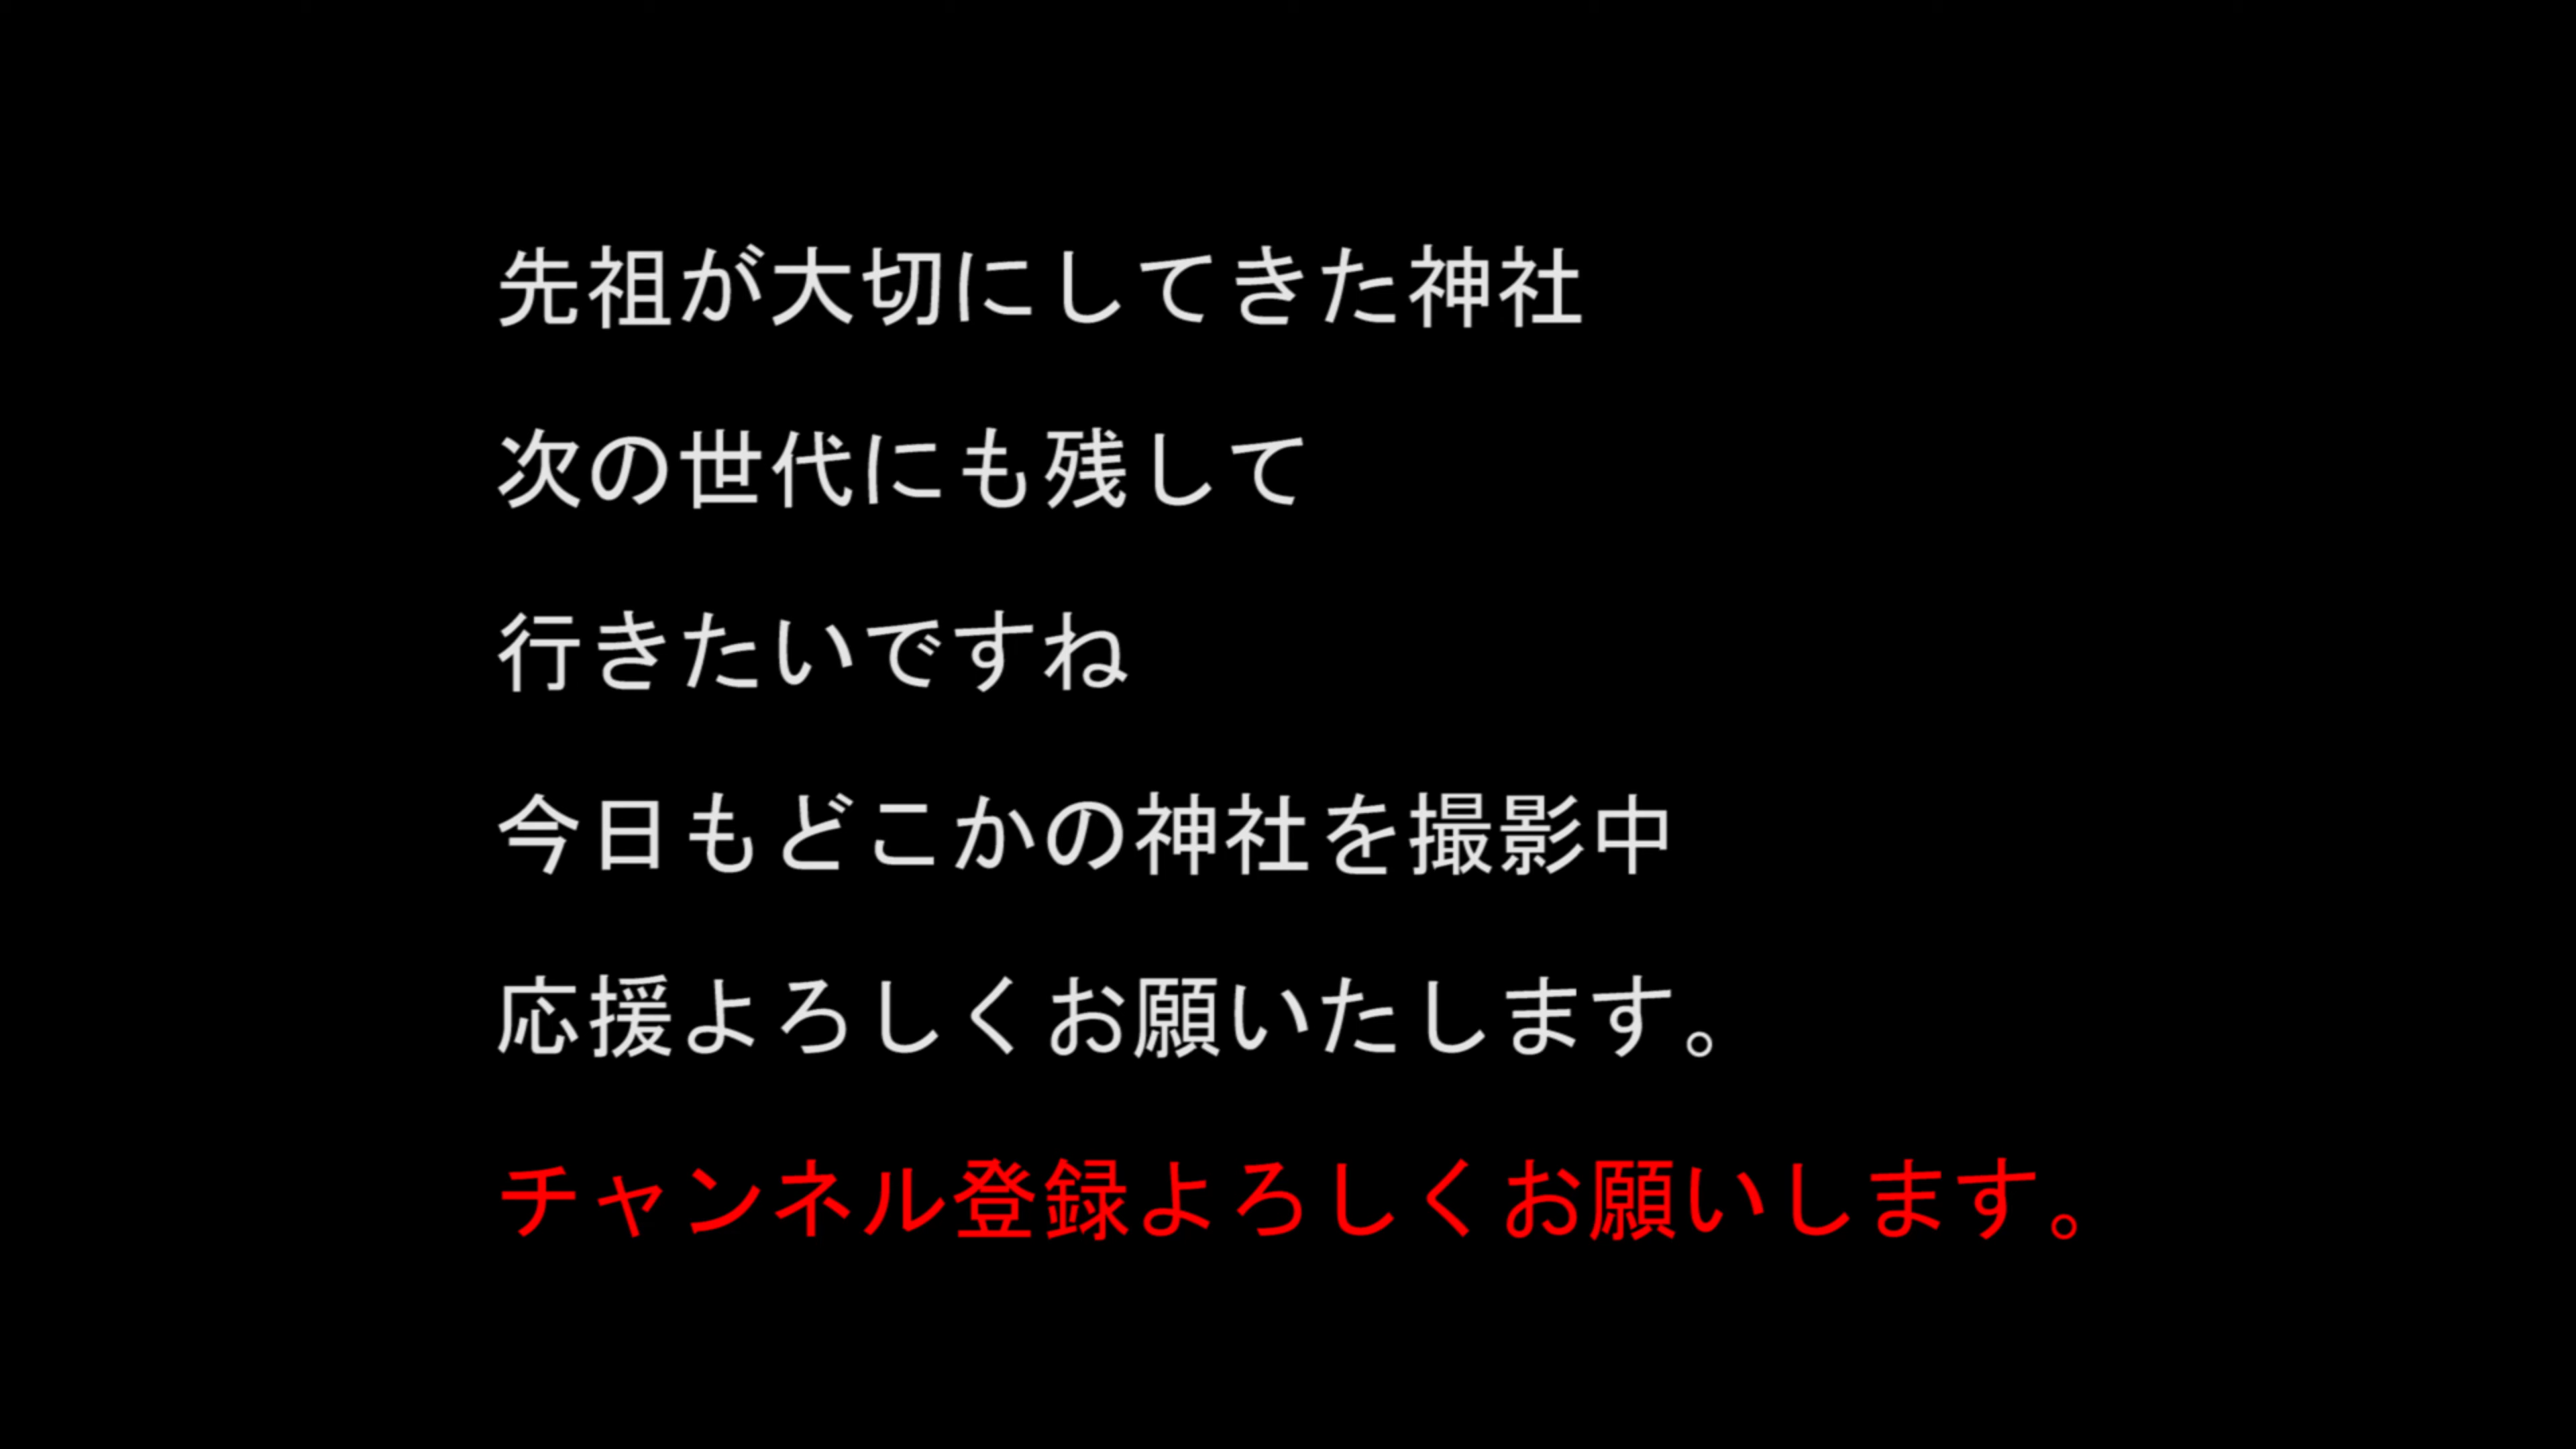 先祖が大切にしてきた神社
次の世代にも残して
行きたいですね
今日もどこかの神社を撮影中
応援よろしくお願いたします。
チャンネル登録よろしくお願いします。